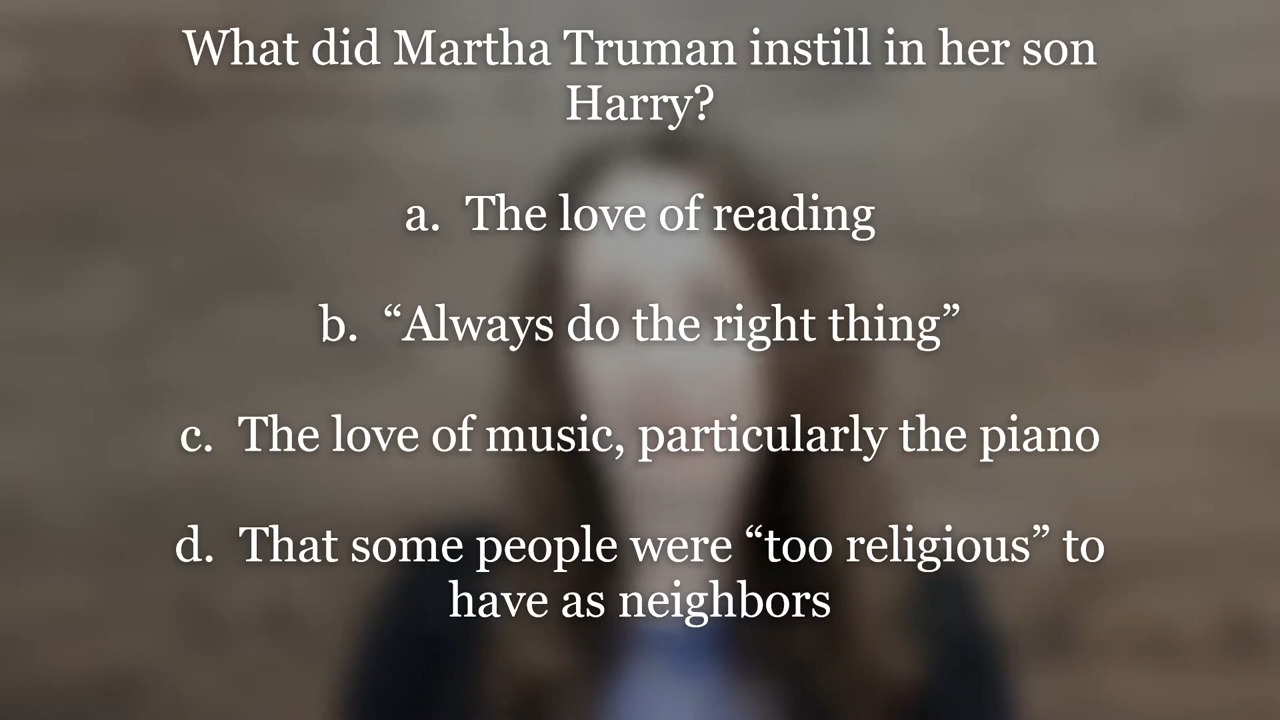 What did Martha Truman instill in her son
Harry?
a.  The love of reading
b.  “Always do the right thing”
c.  The love of music, particularly the piano
d.  That some people were “too religious” to
have as neighbors